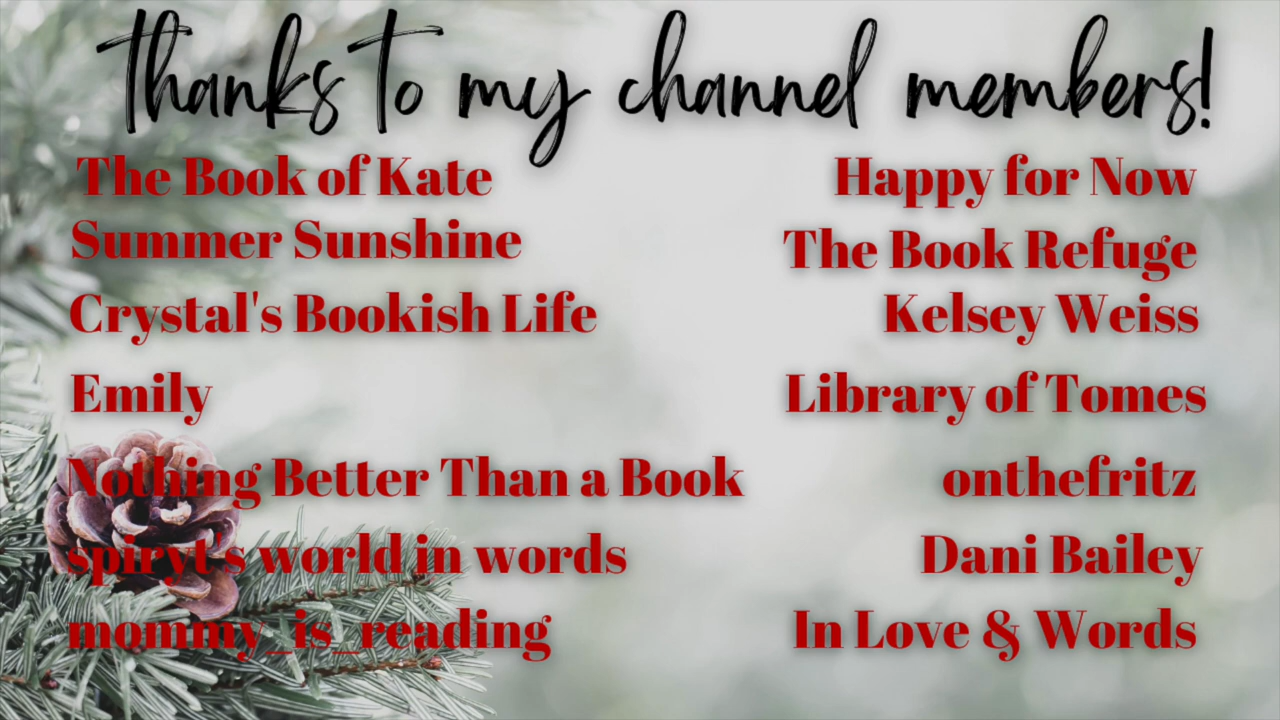 thanks to my channel members!
The Book of Kate
Happy for Now
Summer Sunshine
The Book Refuge
Crystal's Bookish Life
Kelsey Weiss
Emily
Library of Tomes
Nothing Better Than a Book
onthefritz
spiryt's world in words
Dani Bailey
mommy_is_reading
In Love & Words